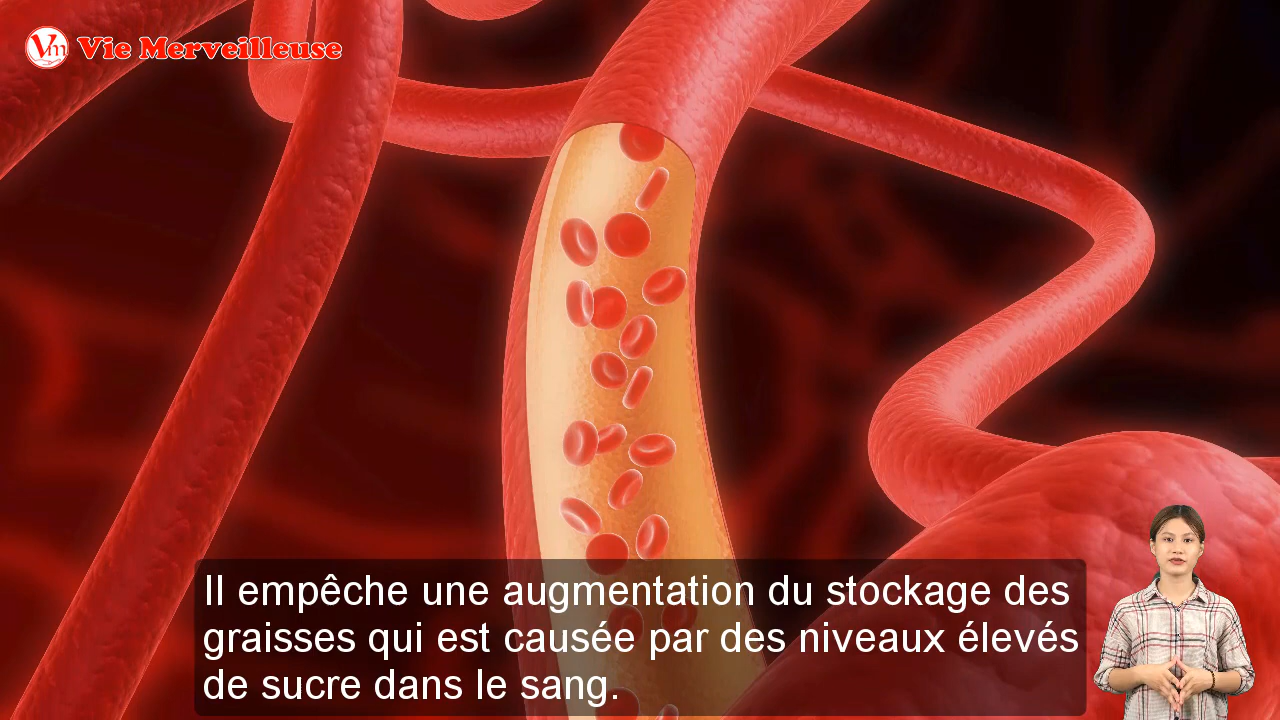 Vm Vie Merveilleuse
Il empêche une augmentation du stockage des
graisses qui est causée par des niveaux élevés
de sucre dans le sang.